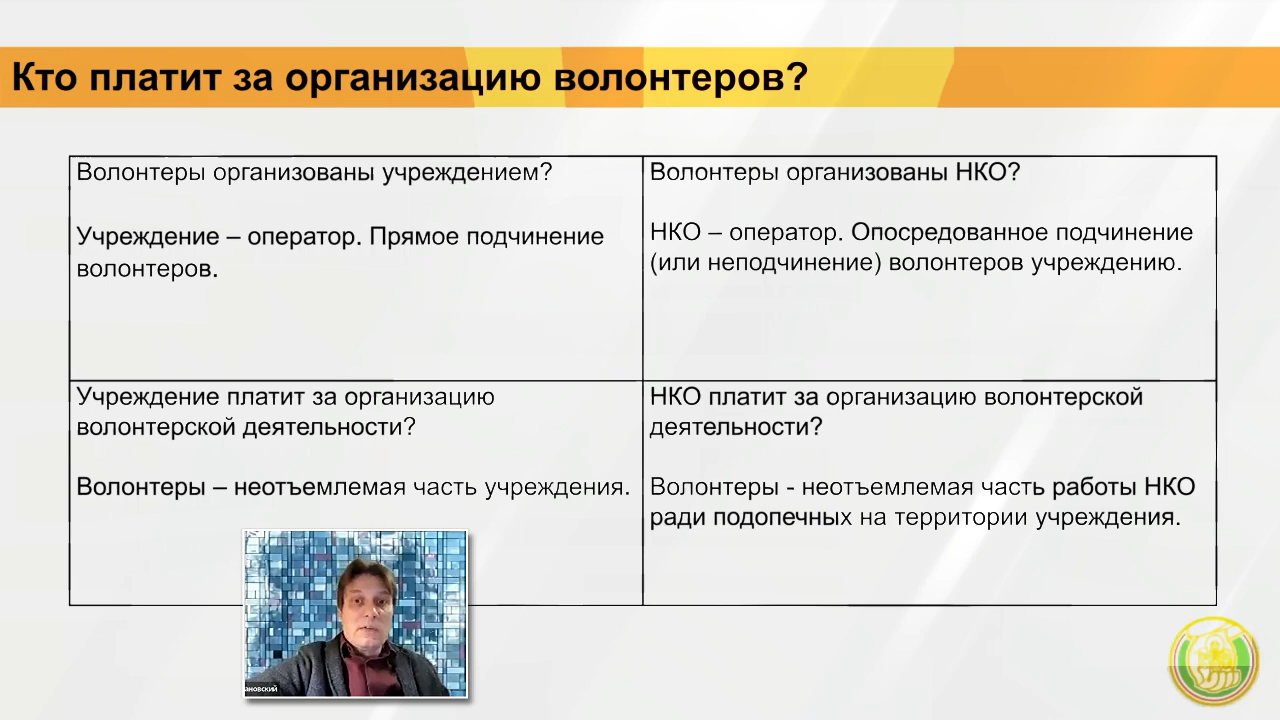 Кто платит за организацию волонтеров?
Волонтеры организованы учреждением?
Учреждение – оператор. Прямое подчинение
волонтеров.
Волонтеры организованы НКО?
НКО – оператор. Опосредованное подчинение
(или неподчинение) волонтеров учреждению.
Учреждение платит за организацию
волонтерской деятельности?
Волонтеры – неотъемлемая часть учреждения.
НКО платит за организацию волонтерской
деятельности?
Волонтеры - неотъемлемая часть работы НКО
ради подопечных на территории учреждения.
ановский